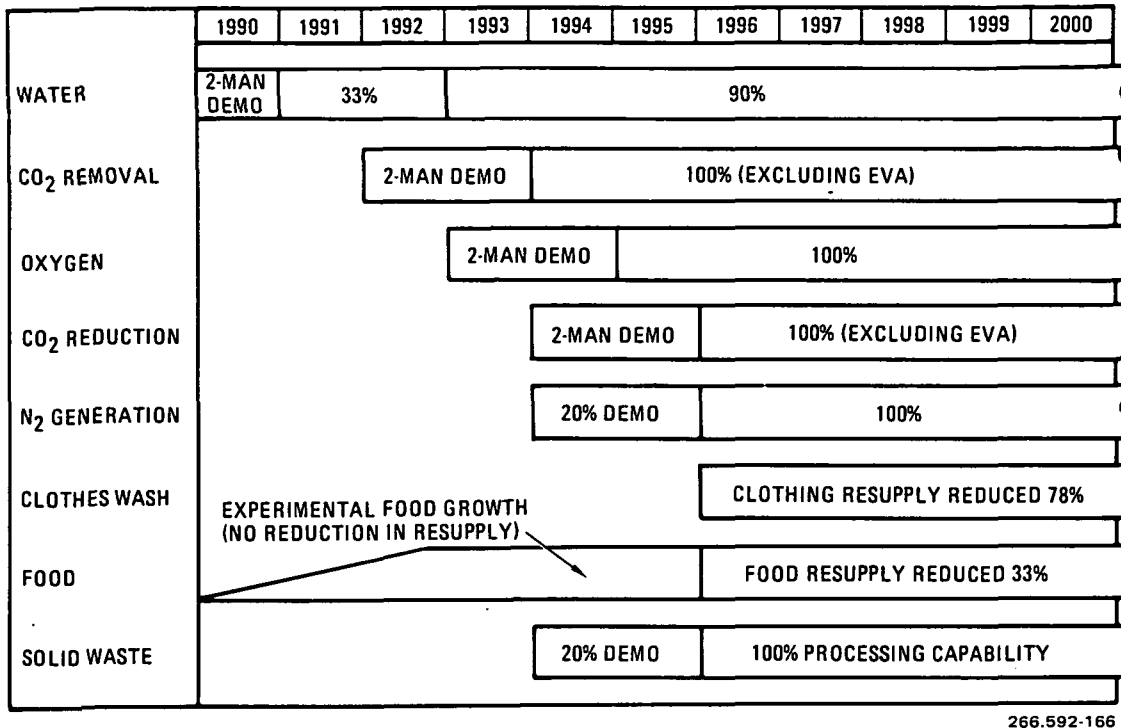 1990 1991 1992 1993 1994 1995 1996 1997 1998 1999 2000
WATER
2-MAN
DEMO
33%
90%
CO2 REMOVAL
2-MAN DEMO
100% (EXCLUDING EVA)
OXYGEN
2-MAN DEMO
100%
CO2 REDUCTION
2-MAN DEMO
100% (EXCLUDING EVA)
N2 GENERATION
20% DEMO
100%
CLOTHES WASH
CLOTHING RESUPPLY REDUCED 78%
EXPERIMENTAL FOOD GROWTH
(NO REDUCTION IN RESUPPLY)
FOOD
FOOD RESUPPLY REDUCED 33%
SOLID WASTE
20% DEMO
100% PROCESSING CAPABILITY
266.592-166